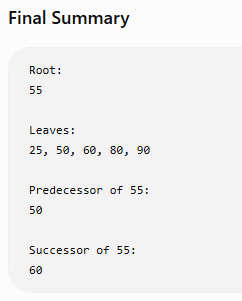 Final Summary
Root:
55
Leaves:
25, 50, 60, 80, 90
Predecessor of 55:
50
Successor of 55:
60